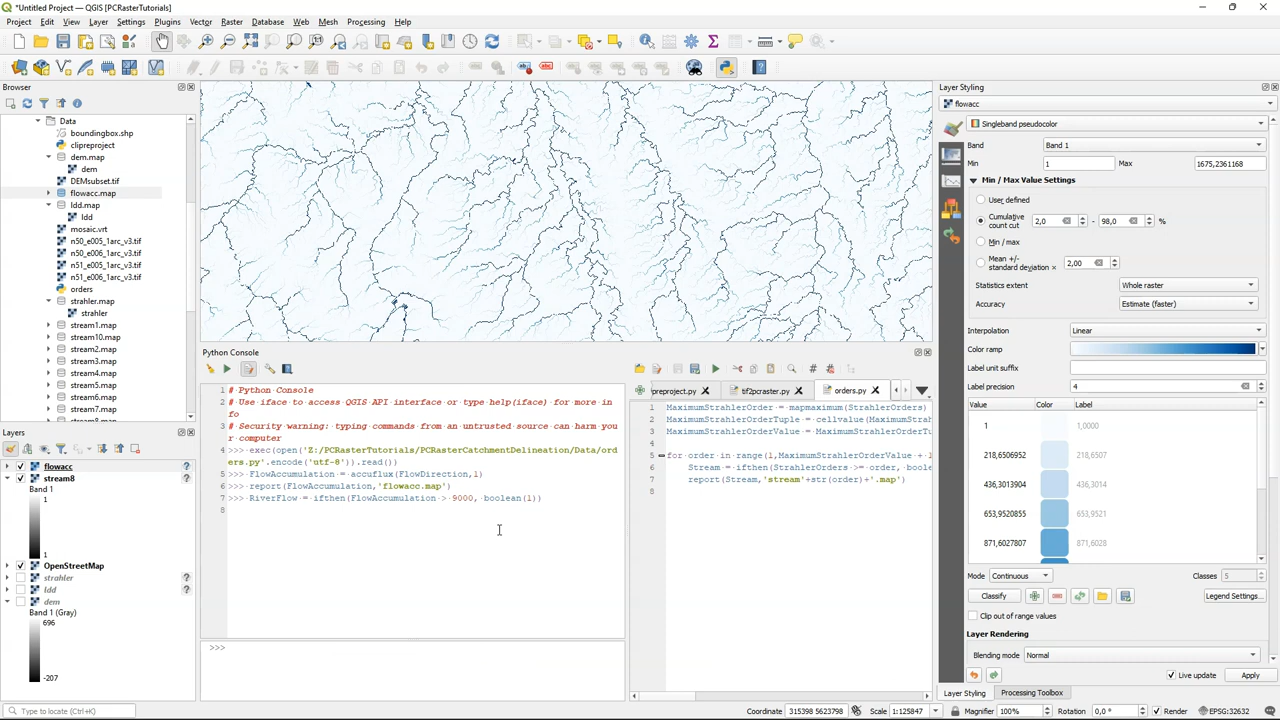 *Untitled Project — QGIS [PCRasterTutorials]
Project Edit View Layer Settings Plugins Vector Raster Database Web Mesh Processing Help
Browser
Data
boundingbox.shp
clipreproject
dem.map
dem
DEMsubset.tif
flowacc.map
ldd.map
ldd
mosaic.vrt
n50_e005_1arc_v3.tif
n50_e006_1arc_v3.tif
n51_e005_1arc_v3.tif
n51_e006_1arc_v3.tif
orders
strahler.map
strahler
stream1.map
stream10.map
stream2.map
stream3.map
stream4.map
stream5.map
stream6.map
stream7.map
Layers
flowacc
stream8
Band 1
1
1
OpenStreetMap
strahler
ldd
dem
Band 1 (Gray)
696
-207
Type to locate (Ctrl+K)
Python Console
1 # Python Console
2 # Use iface to access QGIS API interface or type help(iface) for more in
fo
3 # Security warning: typing commands from an untrusted source can harm you
r computer
4 >>> exec(open('Z:/PCRasterTutorials/PCRasterCatchmentDelineation/Data/ord
ers.py'.encode('utf-8')).read())
5 >>> FlowAccumulation = accuflux(FlowDirection,1)
6 >>> report(FlowAccumulation,'flowacc.map')
7 >>> RiverFlow = ifthen(FlowAccumulation > 9000, boolean(1))
8
>>>
preproject.py tif2pcraster.py orders.py
1 MaximumStrahlerOrder = mapmaximum(StrahlerOrders)
2 MaximumStrahlerOrderTuple = cellvalue(MaximumStrah
3 MaximumStrahlerOrderValue = MaximumStrahlerOrderTu
4
5 for order in range(1,MaximumStrahlerOrderValue + 1
6 Stream = ifthen(StrahlerOrders >= order, boole
7 report(Stream,'stream'+str(order)+'.map')
8
Layer Styling
flowacc
Singleband pseudocolor
Band Band 1
Min 1 Max 1675,2361168
Min / Max Value Settings
User defined
Cumulative
count cut 2,0 - 98,0 %
Min / max
Mean +/-
standard deviation × 2,00
Statistics extent Whole raster
Accuracy Estimate (faster)
Interpolation Linear
Color ramp
Label unit suffix
Label precision 4
Value Color Label
1 1,0000
218,6506952 218,6507
436,3013904 436,3014
653,9520855 653,9521
871,6027807 871,6028
Mode Continuous Classes 5
Classify Legend Settings...
Clip out of range values
Layer Rendering
Blending mode Normal
Live update Apply
Layer Styling Processing Toolbox
Coordinate 315398 5623798 Scale 1:125847 Magnifier 100% Rotation 0,0 ° Render EPSG:32632